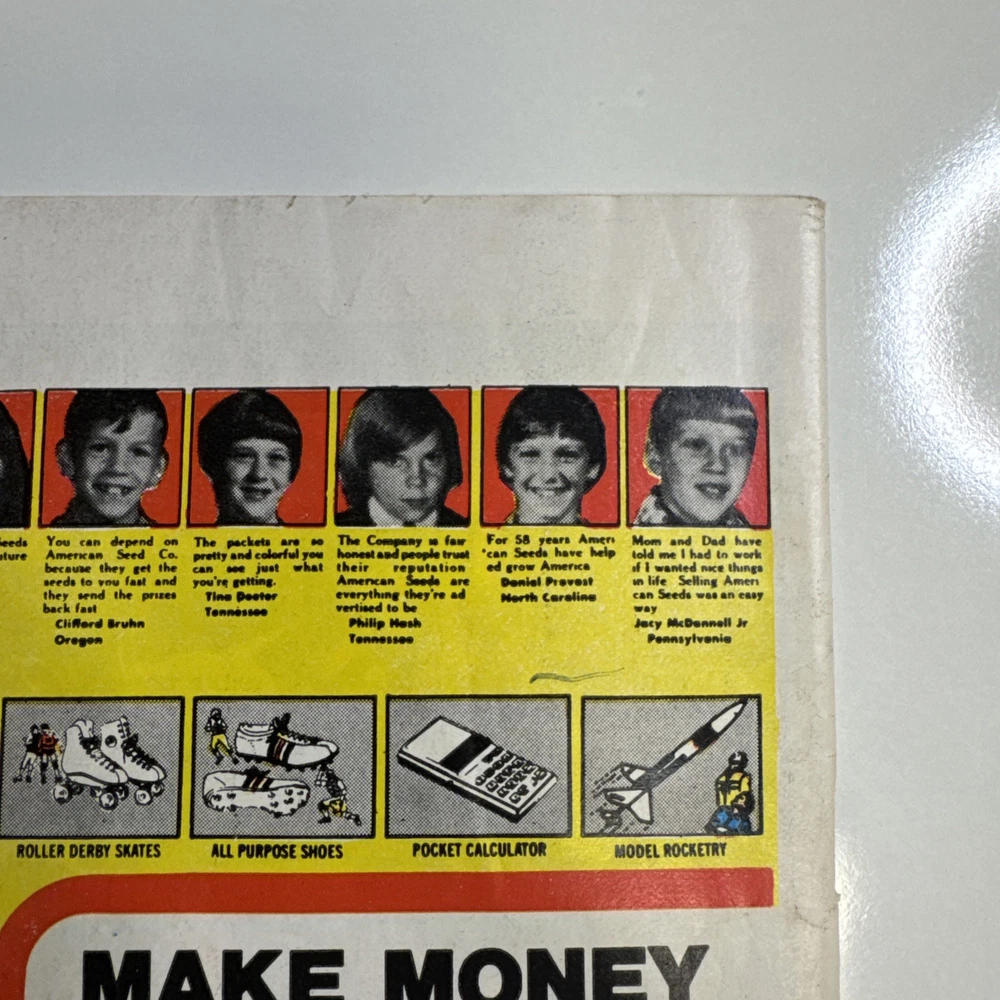 eeds
uture
You can depend on
American Seed Co.
because they get the
seeds to you fast and
they send the prizes
back fast
Clifford Bruhn
Oregon
The packets are so
pretty and colorful you
can see just what
you're getting.
Tina Doctor
Tennessee
The Company is fair
honest and people trust
their reputation
American Seeds are
everything they're ad
vertised to be
Philip Hash
Tennessee
For 58 years Ameri
can Seeds have help
ed grow America
Daniel Provost
North Carolina
Mom and Dad have
told me I had to work
if I wanted nice things
in life Selling Ameri
can Seeds was an easy
way
Jacy McDonnell Jr
Pennsylvania
ROLLER DERBY SKATES
ALL PURPOSE SHOES
POCKET CALCULATOR
MODEL ROCKETRY
MAKE MONEY